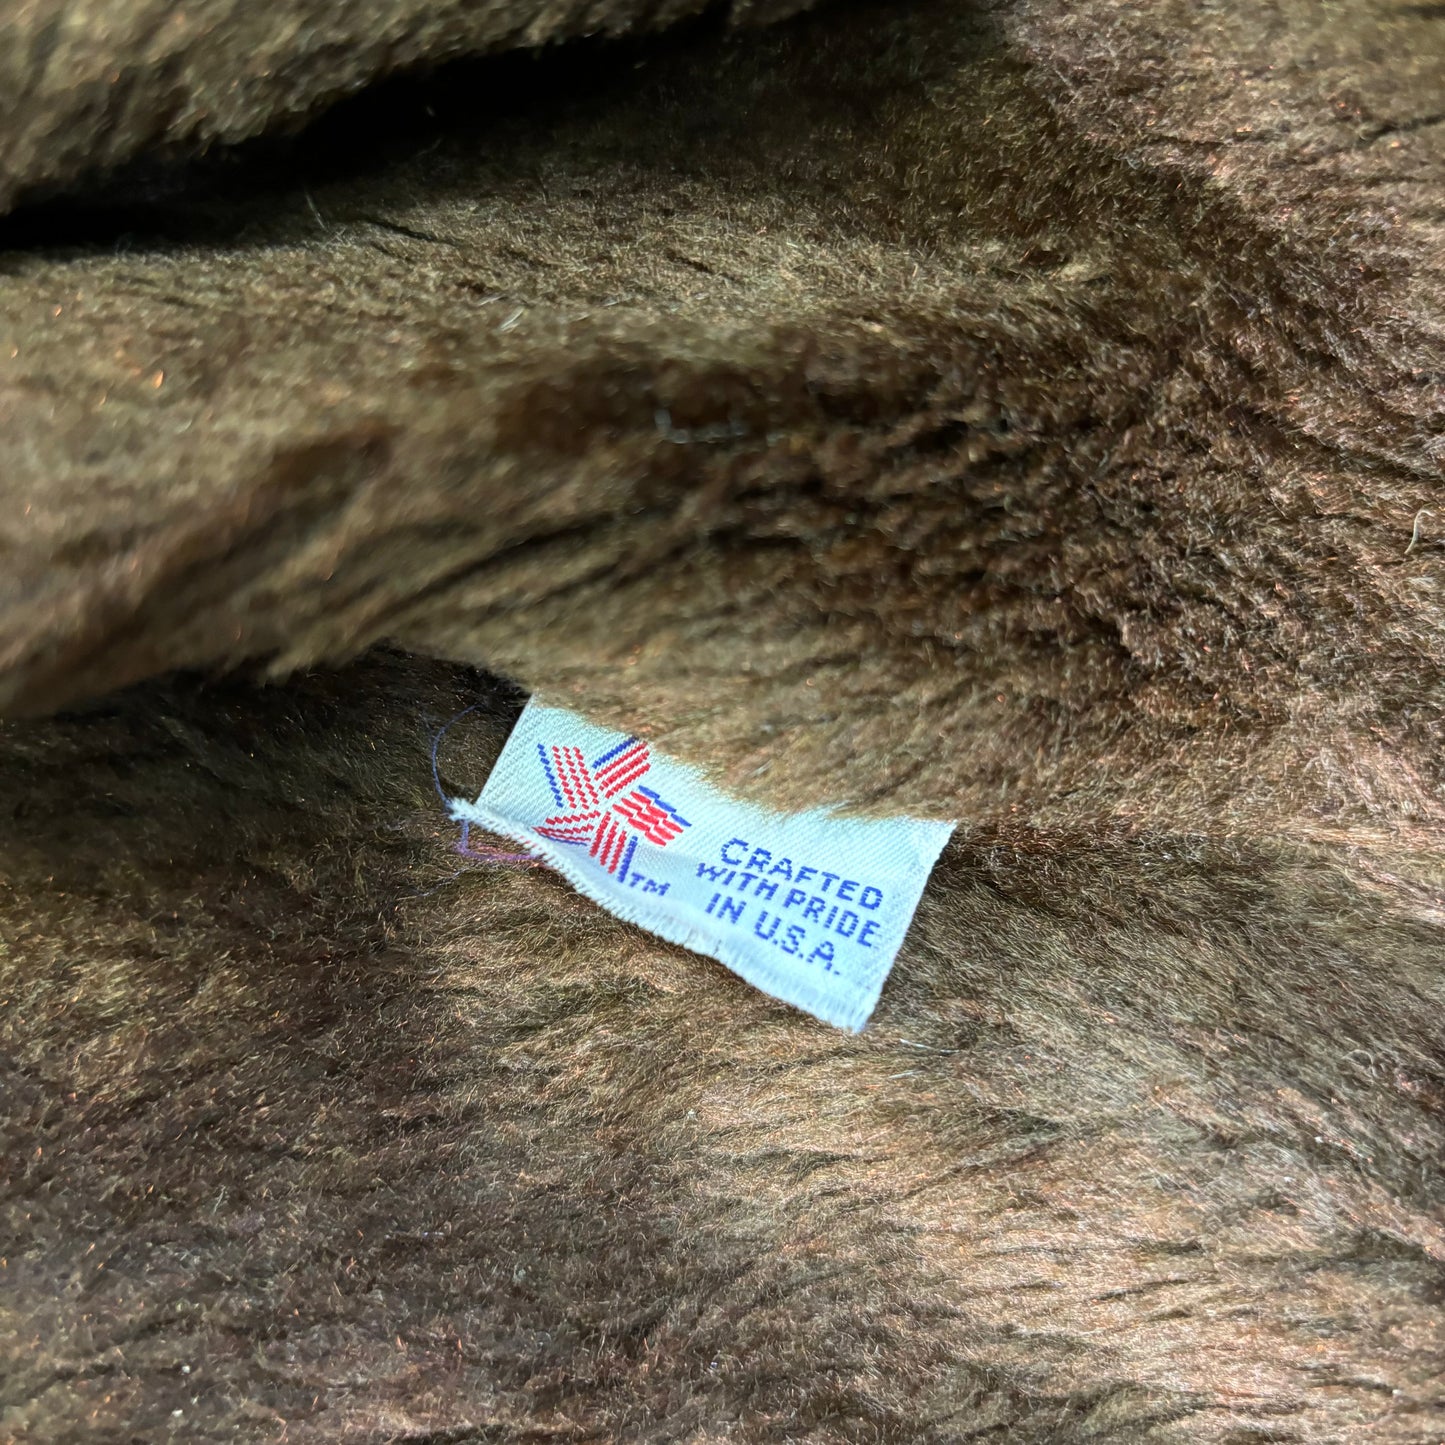 TM
CRAFTED
WITH PRIDE
IN U.S.A.